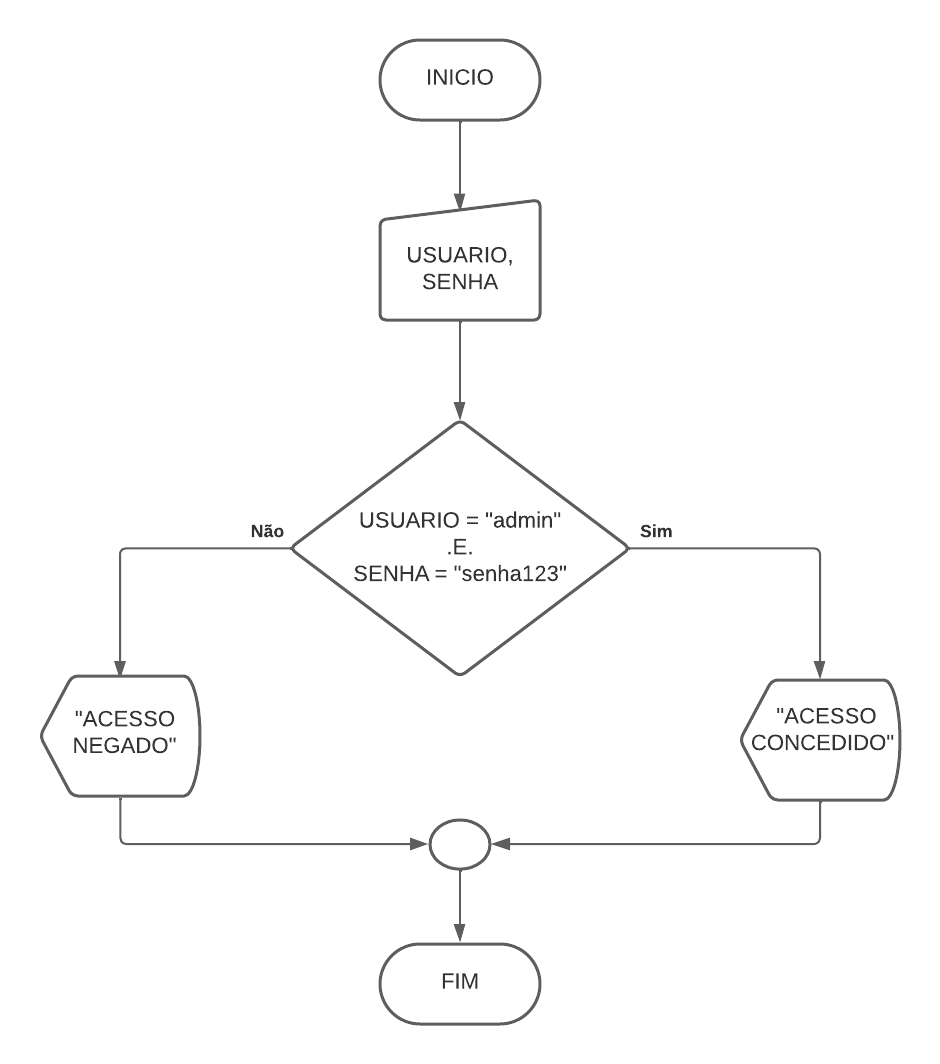 INICIO
USUARIO,
SENHA
USUARIO = "admin"
.E.
SENHA = "senha123"
Não
Sim
"ACESSO
NEGADO"
"ACESSO
CONCEDIDO"
FIM